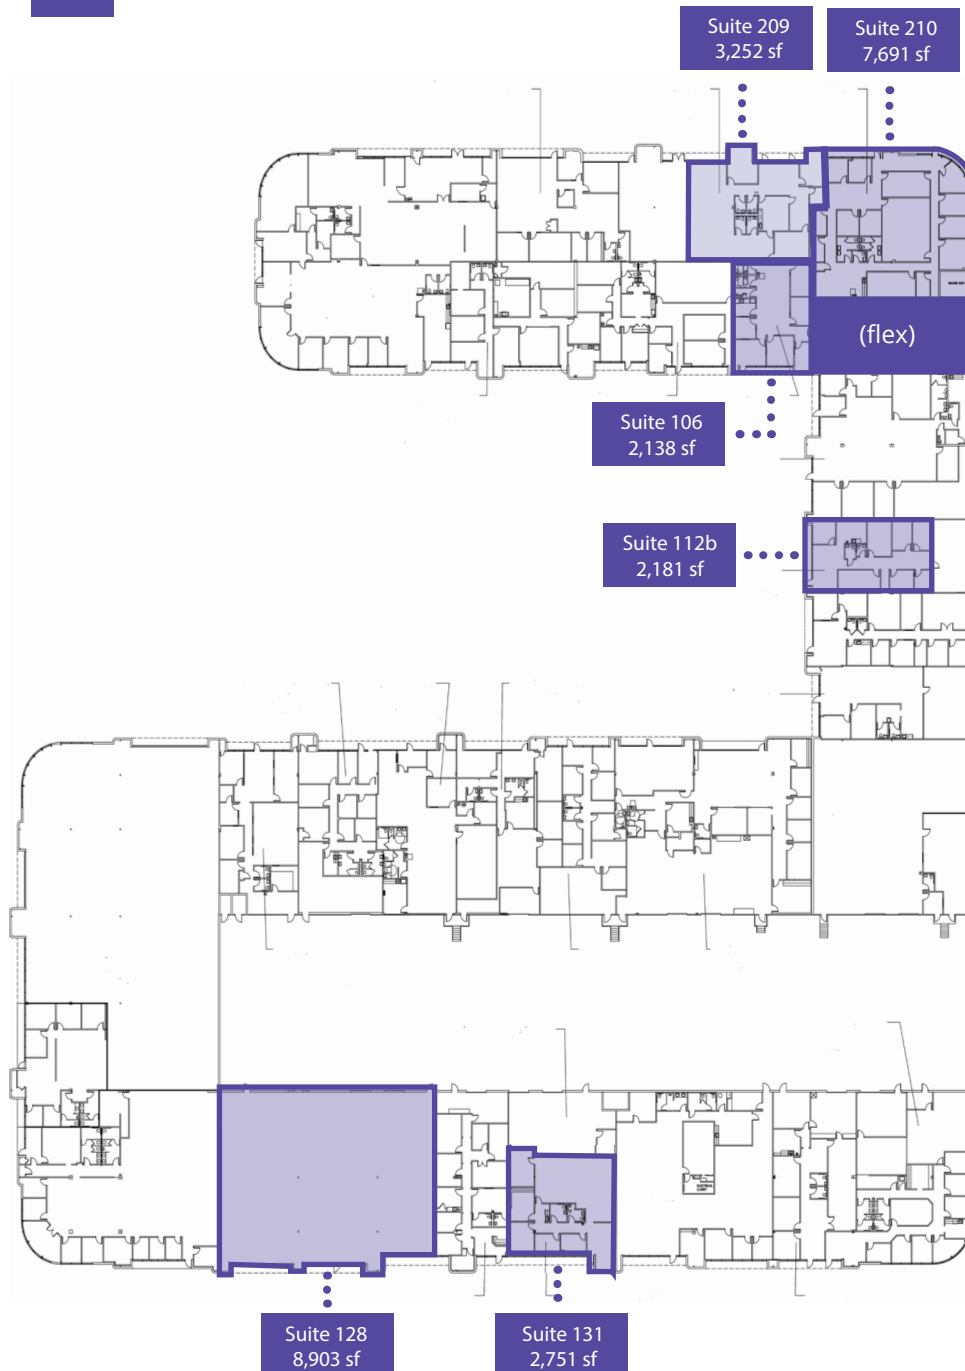 Suite 209
3,252 sf
Suite 210
7,691 sf
(flex)
Suite 106
2,138 sf
Suite 112b
2,181 sf
Suite 128
8,903 sf
Suite 131
2,751 sf